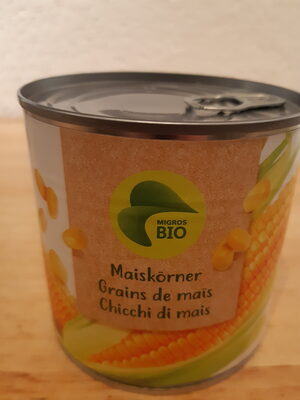 MIGROS
BIO
Maiskörner
Grains de maïs
Chicchi di mais